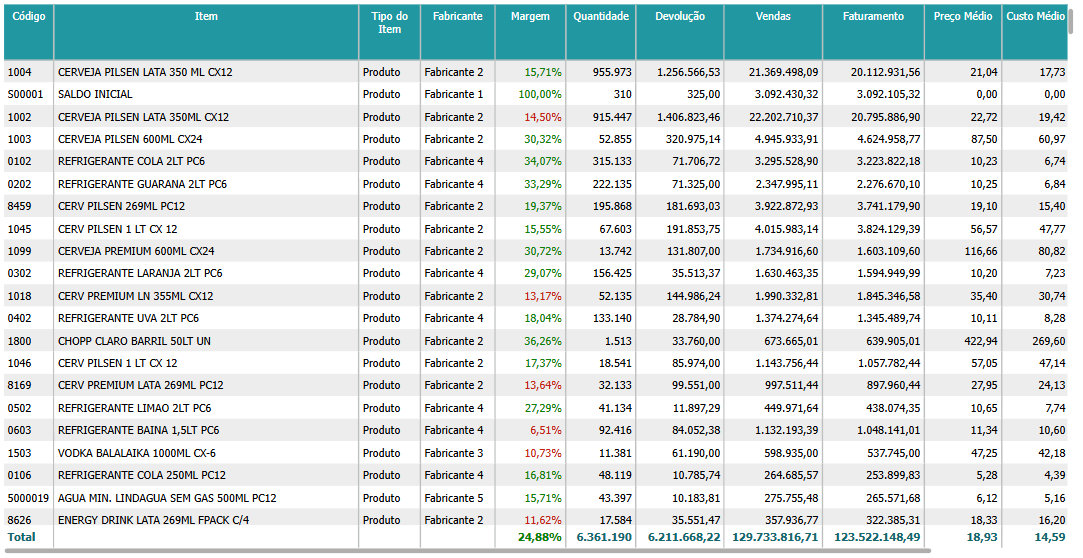 Código Item Tipo do Item Fabricante Margem Quantidade Devolução Vendas Faturamento Preço Médio Custo Médio
1004 CERVEJA PILSEN LATA 350 ML CX12 Produto Fabricante 2 15,71% 955.973 1.256.566,53 21.369.498,09 20.112.931,56 21,04 17,73
S00001 SALDO INICIAL Produto Fabricante 1 100,00% 310 325,00 3.092.430,32 3.092.105,32 0,00 0,00
1002 CERVEJA PILSEN LATA 350ML CX12 Produto Fabricante 2 14,50% 915.447 1.406.823,46 22.202.710,37 20.795.886,90 22,72 19,42
1003 CERVEJA PILSEN 600ML CX24 Produto Fabricante 2 30,32% 52.855 320.975,14 4.945.933,91 4.624.958,77 87,50 60,97
0102 REFRIGERANTE COLA 2LT PC6 Produto Fabricante 4 34,07% 315.133 71.706,72 3.295.528,90 3.223.822,18 10,23 6,74
0202 REFRIGERANTE GUARANA 2LT PC6 Produto Fabricante 4 33,29% 222.135 71.325,00 2.347.995,11 2.276.670,10 10,25 6,84
8459 CERV PILSEN 269ML PC12 Produto Fabricante 2 19,37% 195.868 181.693,03 3.922.872,93 3.741.179,90 19,10 15,40
1045 CERV PILSEN 1 LT CX 12 Produto Fabricante 2 15,55% 67.603 191.853,75 4.015.983,14 3.824.129,39 56,57 47,77
1099 CERVEJA PREMIUM 600ML CX24 Produto Fabricante 2 30,72% 13.742 131.807,00 1.734.916,60 1.603.109,60 116,66 80,82
0302 REFRIGERANTE LARANJA 2LT PC6 Produto Fabricante 4 29,07% 156.425 35.513,37 1.630.463,35 1.594.949,99 10,20 7,23
1018 CERV PREMIUM LN 355ML CX12 Produto Fabricante 2 13,17% 52.135 144.986,24 1.990.332,81 1.845.346,58 35,40 30,74
0402 REFRIGERANTE UVA 2LT PC6 Produto Fabricante 4 18,04% 133.140 28.784,90 1.374.274,64 1.345.489,74 10,11 8,28
1800 CHOPP CLARO BARRIL 50LT UN Produto Fabricante 2 36,26% 1.513 33.760,00 673.665,01 639.905,01 422,94 269,60
1046 CERV PILSEN 1 LT CX 12 Produto Fabricante 2 17,37% 18.541 85.974,00 1.143.756,44 1.057.782,44 57,05 47,14
8169 CERV PREMIUM LATA 269ML PC12 Produto Fabricante 2 13,64% 32.133 99.551,00 997.511,44 897.960,44 27,95 24,13
0502 REFRIGERANTE LIMAO 2LT PC6 Produto Fabricante 4 27,29% 41.134 11.897,29 449.971,64 438.074,35 10,65 7,74
0603 REFRIGERANTE BAINA 1,5LT PC6 Produto Fabricante 4 6,51% 92.416 84.052,38 1.132.193,39 1.048.141,01 11,34 10,60
1503 VODKA BALALAIKA 1000ML CX-6 Produto Fabricante 3 10,73% 11.381 61.190,00 598.935,00 537.745,00 47,25 42,18
0106 REFRIGERANTE COLA 250ML PC12 Produto Fabricante 4 16,81% 48.119 10.785,74 264.685,57 253.899,83 5,28 4,39
5000019 AGUA MIN. LINDAGUA SEM GAS 500ML PC12 Produto Fabricante 5 15,71% 43.397 10.183,81 275.755,48 265.571,68 6,12 5,16
8626 ENERGY DRINK LATA 269ML FPACK C/4 Produto Fabricante 2 11,62% 17.584 35.551,47 357.936,77 322.385,31 18,33 16,20
Total 24,88% 6.361.190 6.211.668,22 129.733.816,71 123.522.148,49 18,93 14,59